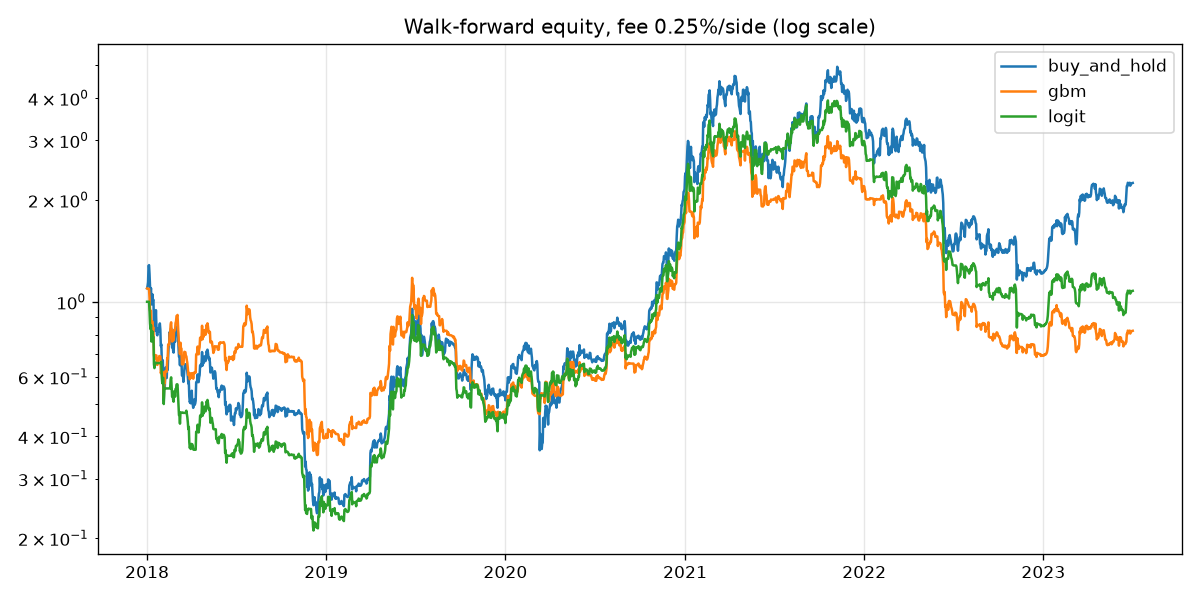 Walk-forward equity, fee 0.25%/side (log scale)
buy_and_hold
gbm
logit
4 × 10⁰
3 × 10⁰
2 × 10⁰
10⁰
6 × 10⁻¹
4 × 10⁻¹
3 × 10⁻¹
2 × 10⁻¹
2018 2019 2020 2021 2022 2023